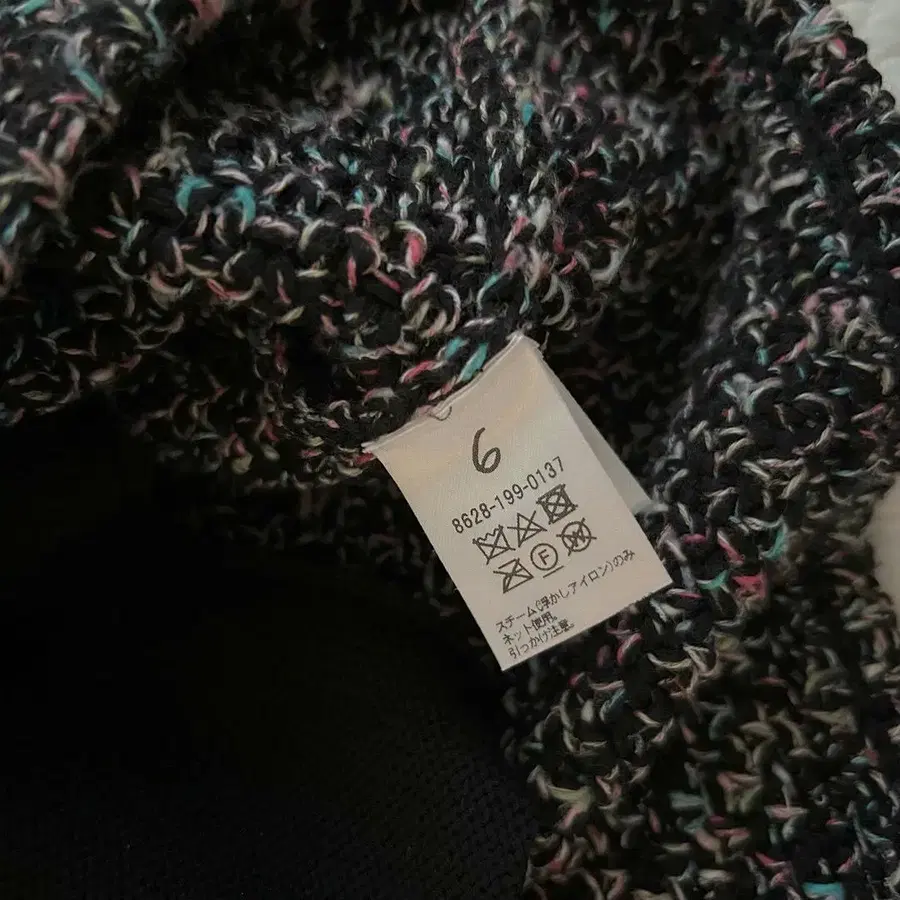 6
8628-199-0137
F
W
スチーム(浮かしアイロン)のみ
ネット使用。
引っかけ注意。